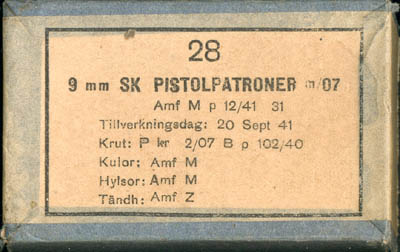 28
9 mm SK PISTOLPATRONER m/07
Amf M p 12/41 31
Tillverkningsdag: 20 Sept 41
Krut: P kr 2/07 B p 102/40
Kulor: Amf M
Hylsor: Amf M
Tändh: Amf Z